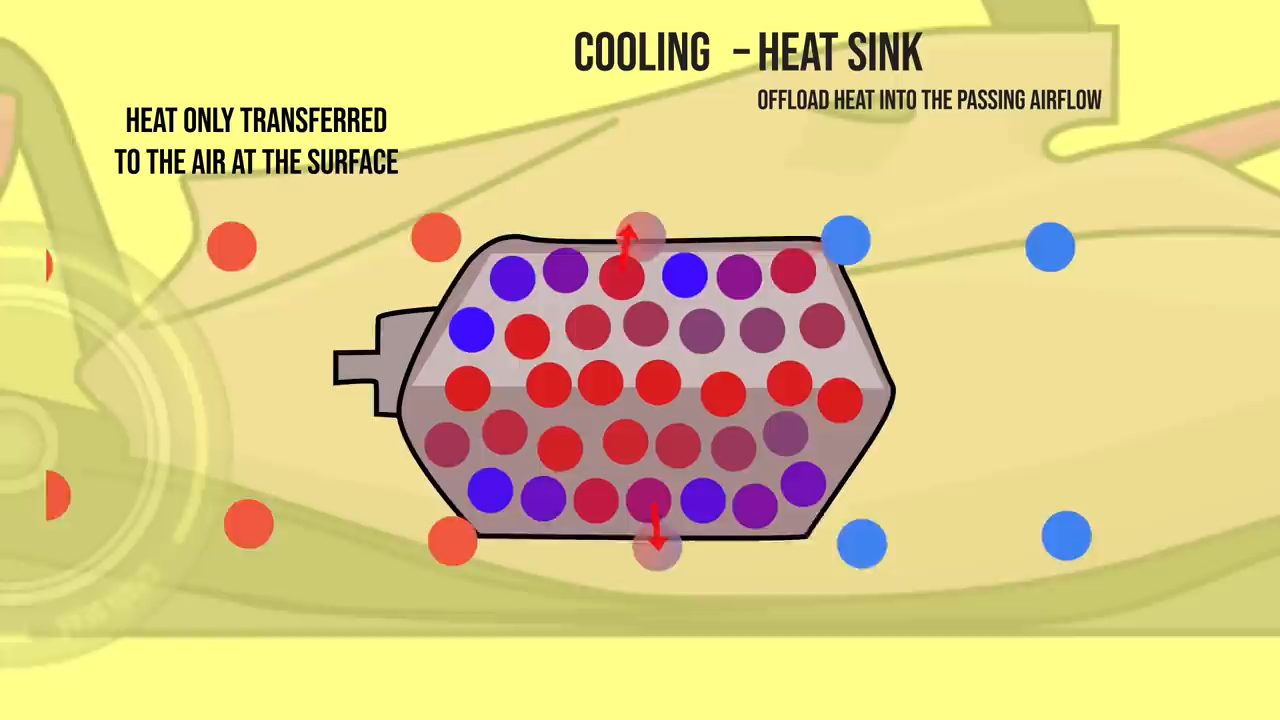 COOLING – HEAT SINK
OFFLOAD HEAT INTO THE PASSING AIRFLOW
HEAT ONLY TRANSFERRED
TO THE AIR AT THE SURFACE